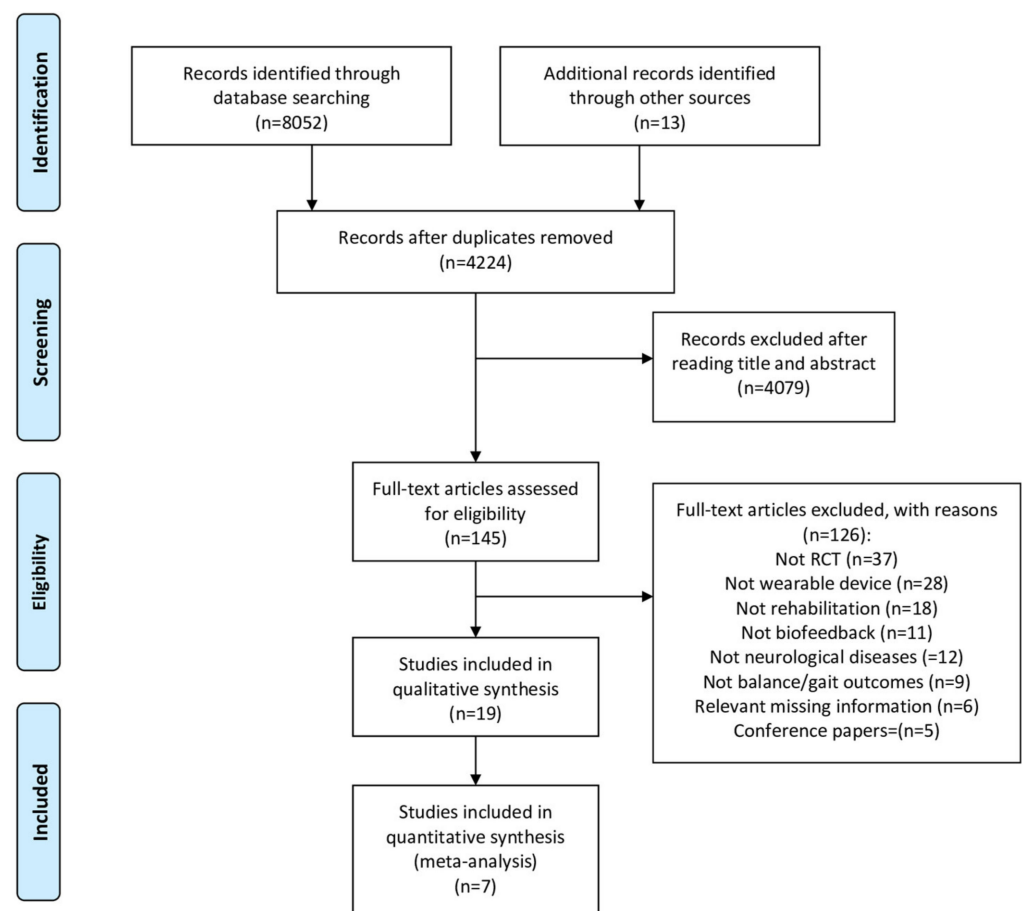 Identification
Records identified through
database searching
(n=8052)
Additional records identified
through other sources
(n=13)
Records after duplicates removed
(n=4224)
Screening
Records excluded after
reading title and abstract
(n=4079)
Eligibility
Full-text articles assessed
for eligibility
(n=145)
Full-text articles excluded, with reasons
(n=126):
Not RCT (n=37)
Not wearable device (n=28)
Not rehabilitation (n=18)
Not biofeedback (n=11)
Not neurological diseases (=12)
Not balance/gait outcomes (n=9)
Relevant missing information (n=6)
Conference papers=(n=5)
Studies included in
qualitative synthesis
(n=19)
Included
Studies included in
quantitative synthesis
(meta-analysis)
(n=7)